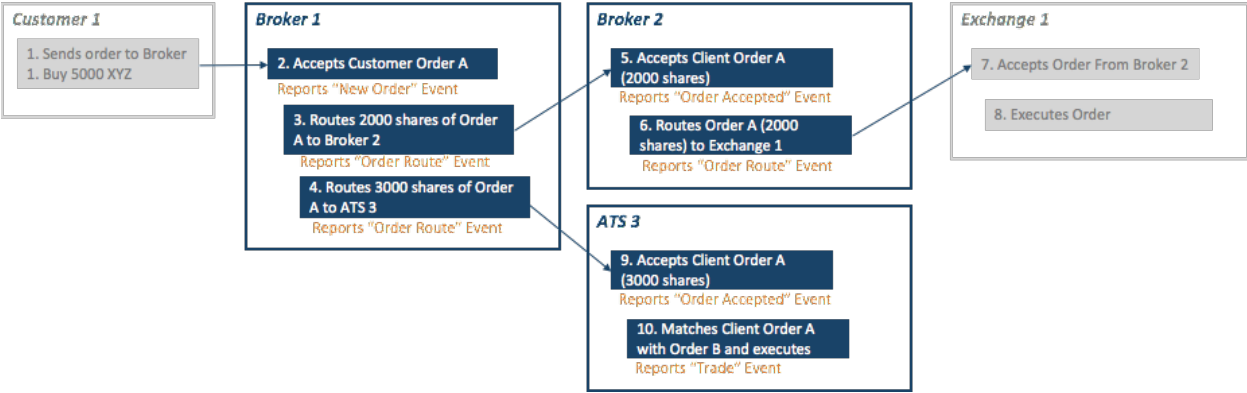 Customer 1
1. Sends order to Broker
1. Buy 5000 XYZ
Broker 1
2. Accepts Customer Order A
Reports "New Order" Event
3. Routes 2000 shares of Order
A to Broker 2
Reports "Order Route" Event
4. Routes 3000 shares of Order
A to ATS 3
Reports "Order Route" Event
Broker 2
5. Accepts Client Order A
(2000 shares)
Reports "Order Accepted" Event
6. Routes Order A (2000
shares) to Exchange 1
Reports "Order Route" Event
Exchange 1
7. Accepts Order From Broker 2
8. Executes Order
ATS 3
9. Accepts Client Order A
(3000 shares)
Reports "Order Accepted" Event
10. Matches Client Order A
with Order B and executes
Reports "Trade" Event